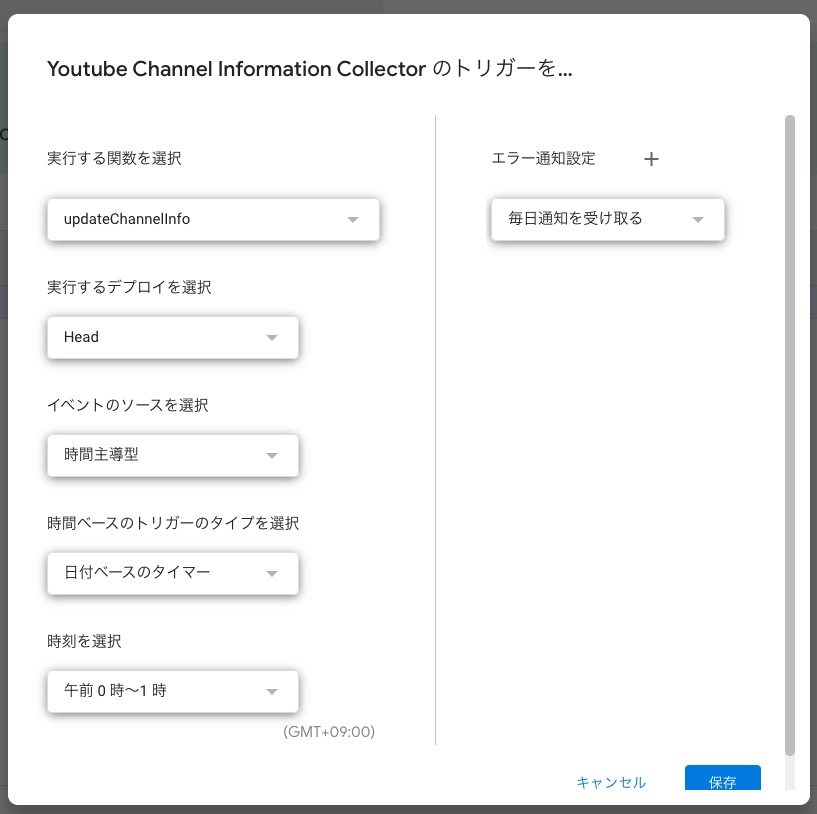 Youtube Channel Information Collector のトリガーを...
実行する関数を選択
updateChannelInfo
実行するデプロイを選択
Head
イベントのソースを選択
時間主導型
時間ベースのトリガーのタイプを選択
日付ベースのタイマー
時刻を選択
午前 0 時〜1 時
(GMT+09:00)
エラー通知設定 +
毎日通知を受け取る
キャンセル
保存